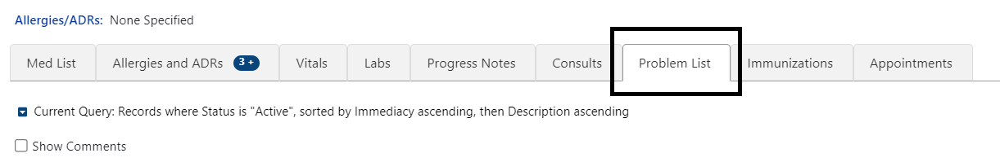 Allergies/ADRs: None Specified
Med List Allergies and ADRs 3 + Vitals Labs Progress Notes Consults Problem List Immunizations Appointments
Current Query: Records where Status is "Active", sorted by Immediacy ascending, then Description ascending
Show Comments